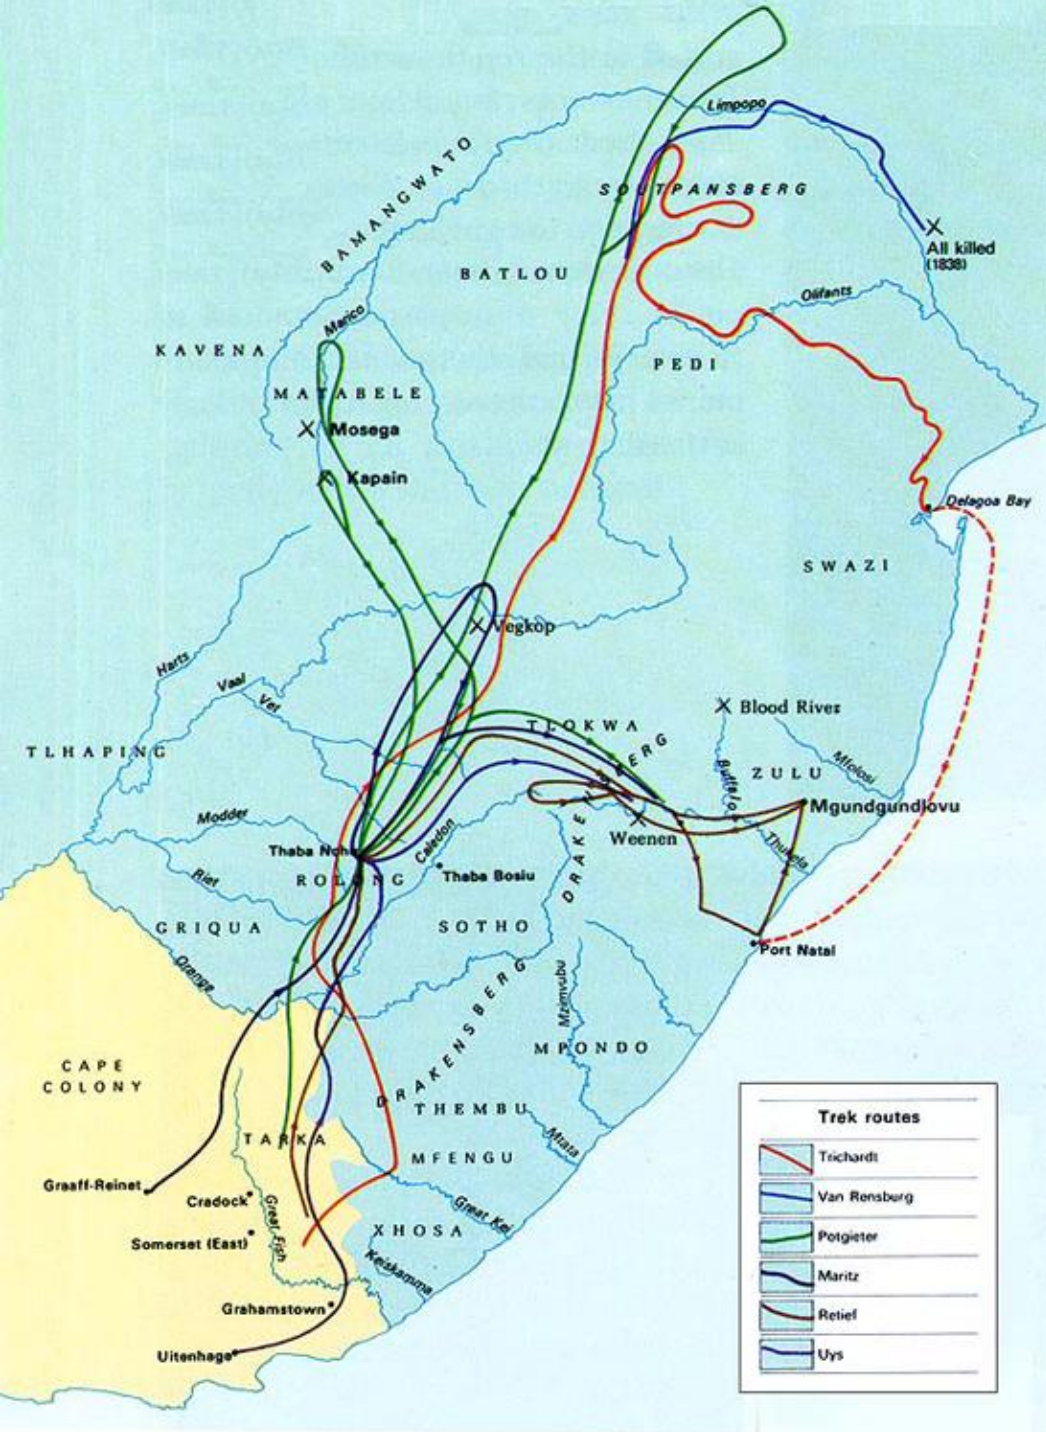 Limpopo
SOUTPANSBERG
BAMANGWATO
All killed
(1838)
BATLOU
Olifants
Marico
KAVENA
PEDI
MATABELE
Mosega
Kapain
Delagoa Bay
SWAZI
Vegkop
Harts
Vaal
Vet
Blood River
TLOKWA
TLHAPING
Mfolosi
ZULU
Buffalo
DRAKENSBERG
Mgundgundlovu
Modder
Weenen
Caledon
Thaba Nchu
Thukela
Riet
ROLONG
Thaba Bosiu
GRIQUA
SOTHO
Port Natal
Orange
DRAKENSBERG
Mzimvubu
CAPE
COLONY
MPONDO
THEMBU
TARKA
Mtata
MFENGU
Graaff-Reinet
Cradock
Great Fish
Great Kei
XHOSA
Somerset (East)
Keiskamma
Grahamstown
Uitenhage
Trek routes
Trichardt
Van Rensburg
Potgieter
Maritz
Retief
Uys